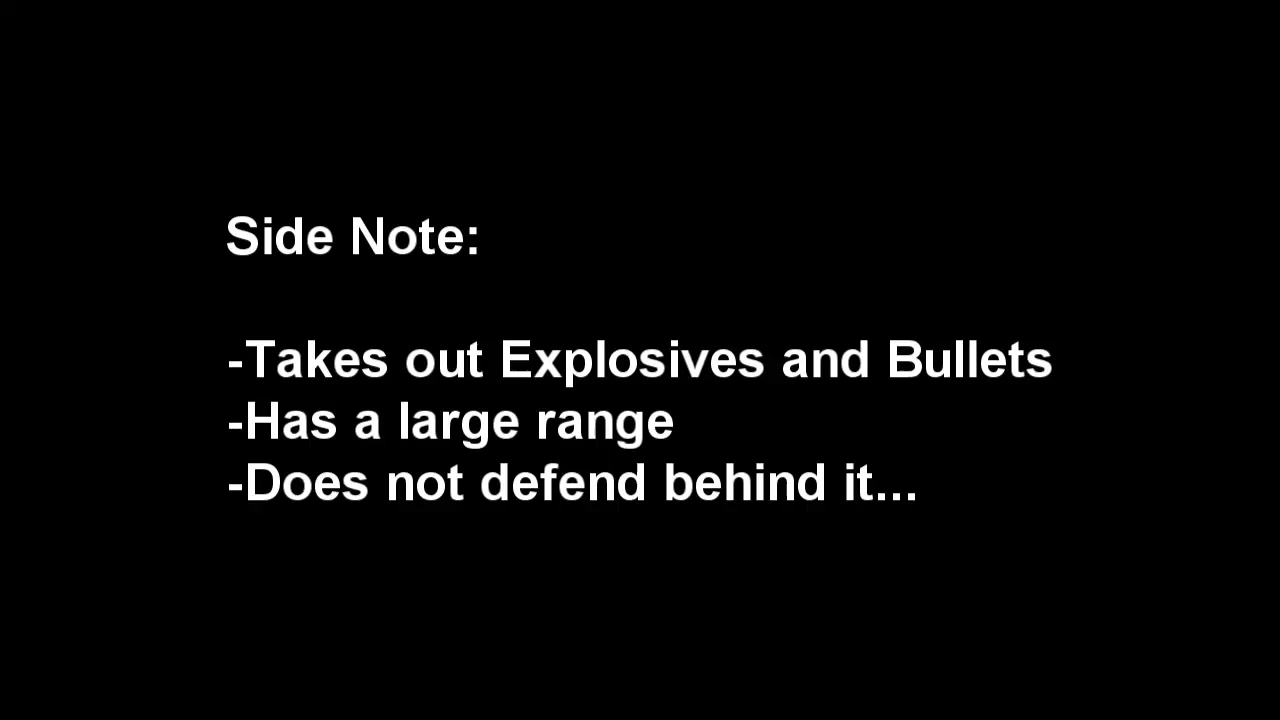 Side Note:
-Takes out Explosives and Bullets
-Has a large range
-Does not defend behind it...